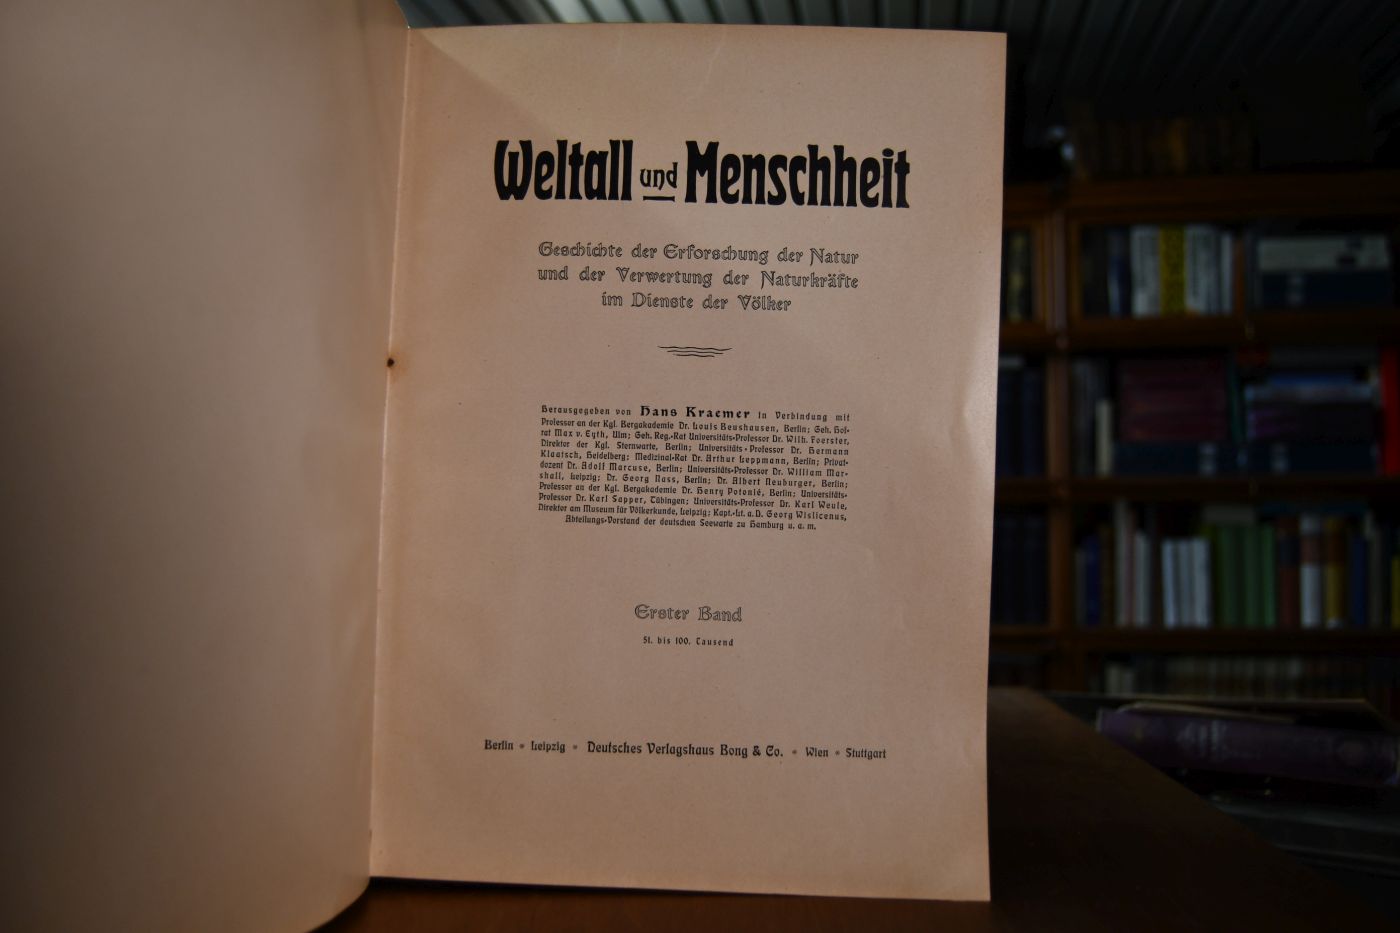 Weltall und Menschheit
Geschichte der Erforschung der Natur
und der Verwertung der Naturkräfte
im Dienste der Völker
Herausgegeben von Hans Kraemer in Verbindung mit
Professor an der Kgl. Bergakademie Dr. Louis Beushausen, Berlin; Geh. Hof-
rat Max v. Eyth, Ulm; Geh. Reg.-Rat Universitäts-Professor Dr. Wilh. Foerster,
Direktor der Kgl. Sternwarte, Berlin; Universitäts-Professor Dr. Hermann
Klaatsch, Heidelberg; Medizinal-Rat Dr. Arthur Leppmann, Berlin; Privat-
dozent Dr. Adolf Marcuse, Berlin; Universitäts-Professor Dr. William Mar-
shall, Leipzig; Dr. Georg Nass, Berlin; Dr. Albert Neuburger, Berlin;
Professor an der Kgl. Bergakademie Dr. Henry Potonié, Berlin; Universitäts-
Professor Dr. Karl Sapper, Tübingen; Universitäts-Professor Dr. Karl Weule,
Direktor am Museum für Völkerkunde, Leipzig; Kapt.-Lt. a.D. Georg Wislicenus,
Abteilungs-Vorstand der deutschen Seewarte zu Hamburg u. a. m.
Erster Band
51. bis 100. Tausend
Berlin * Leipzig * Deutsches Verlagshaus Bong & Co. * Wien * Stuttgart